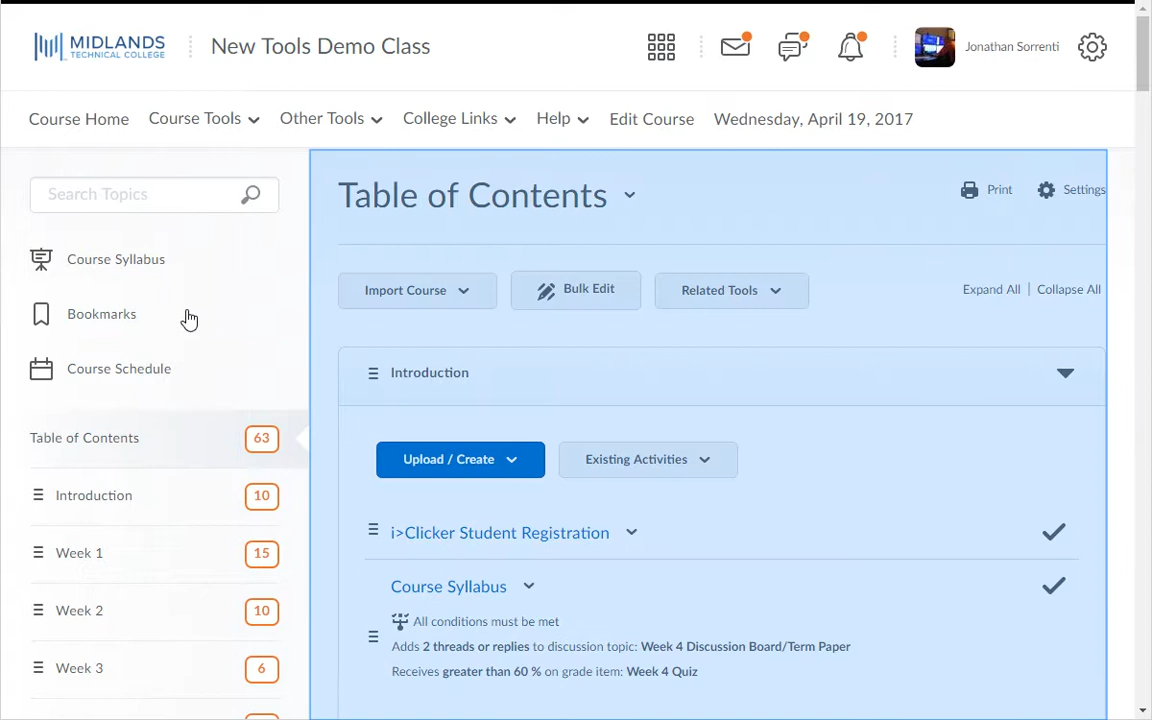 MIDLANDS
TECHNICAL COLLEGE
New Tools Demo Class
Jonathan Sorrenti
Course Home
Course Tools
Other Tools
College Links
Help
Edit Course
Wednesday, April 19, 2017
Search Topics
Course Syllabus
Bookmarks
Course Schedule
Table of Contents 63
Introduction 10
Week 1 15
Week 2 10
Week 3 6
Table of Contents
Print
Settings
Import Course
Bulk Edit
Related Tools
Expand All | Collapse All
Introduction
Upload / Create
Existing Activities
i>Clicker Student Registration
Course Syllabus
All conditions must be met
Adds 2 threads or replies to discussion topic: Week 4 Discussion Board/Term Paper
Receives greater than 60 % on grade item: Week 4 Quiz